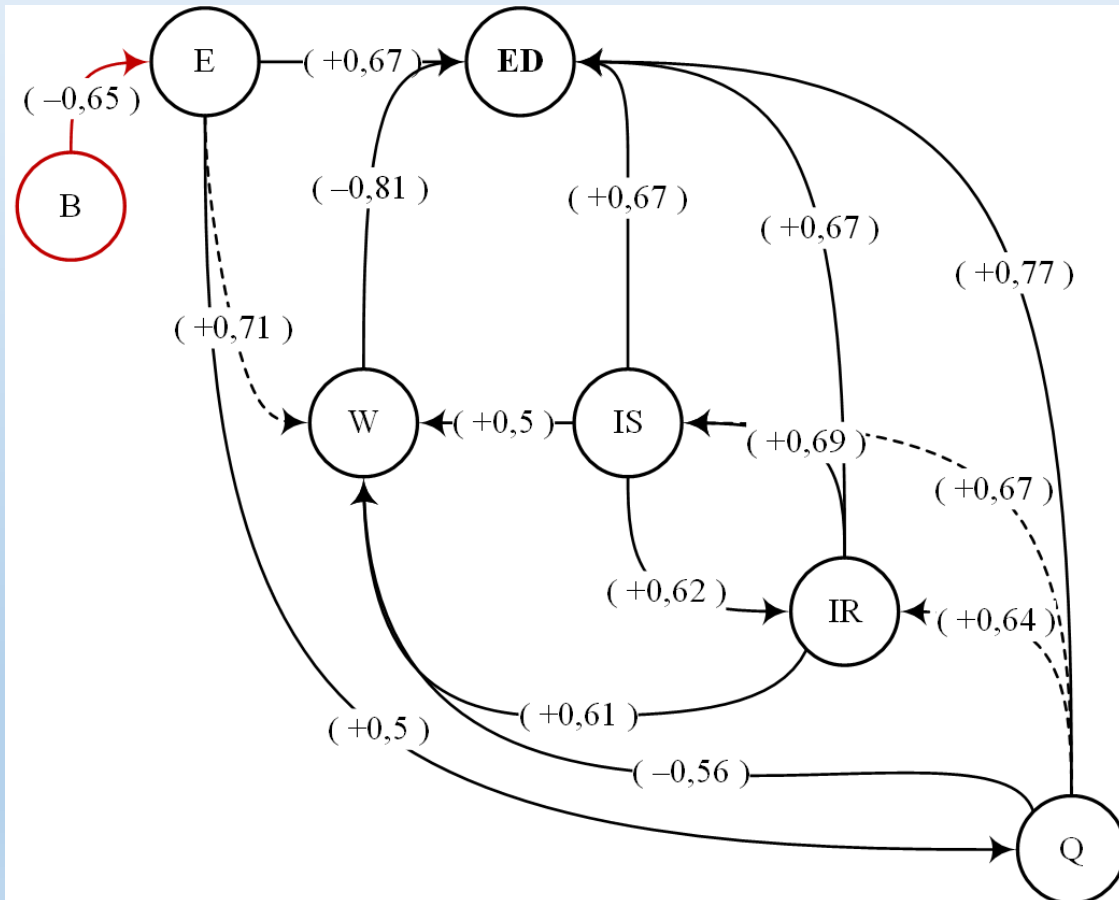 E
( +0,67 )
ED
( –0,65 )
B
( –0,81 )
( +0,67 )
( +0,67 )
( +0,77 )
( +0,71 )
W
( +0,5 )
IS
( +0,69 )
( +0,67 )
( +0,62 )
IR
( +0,64 )
( +0,61 )
( +0,5 )
( –0,56 )
Q